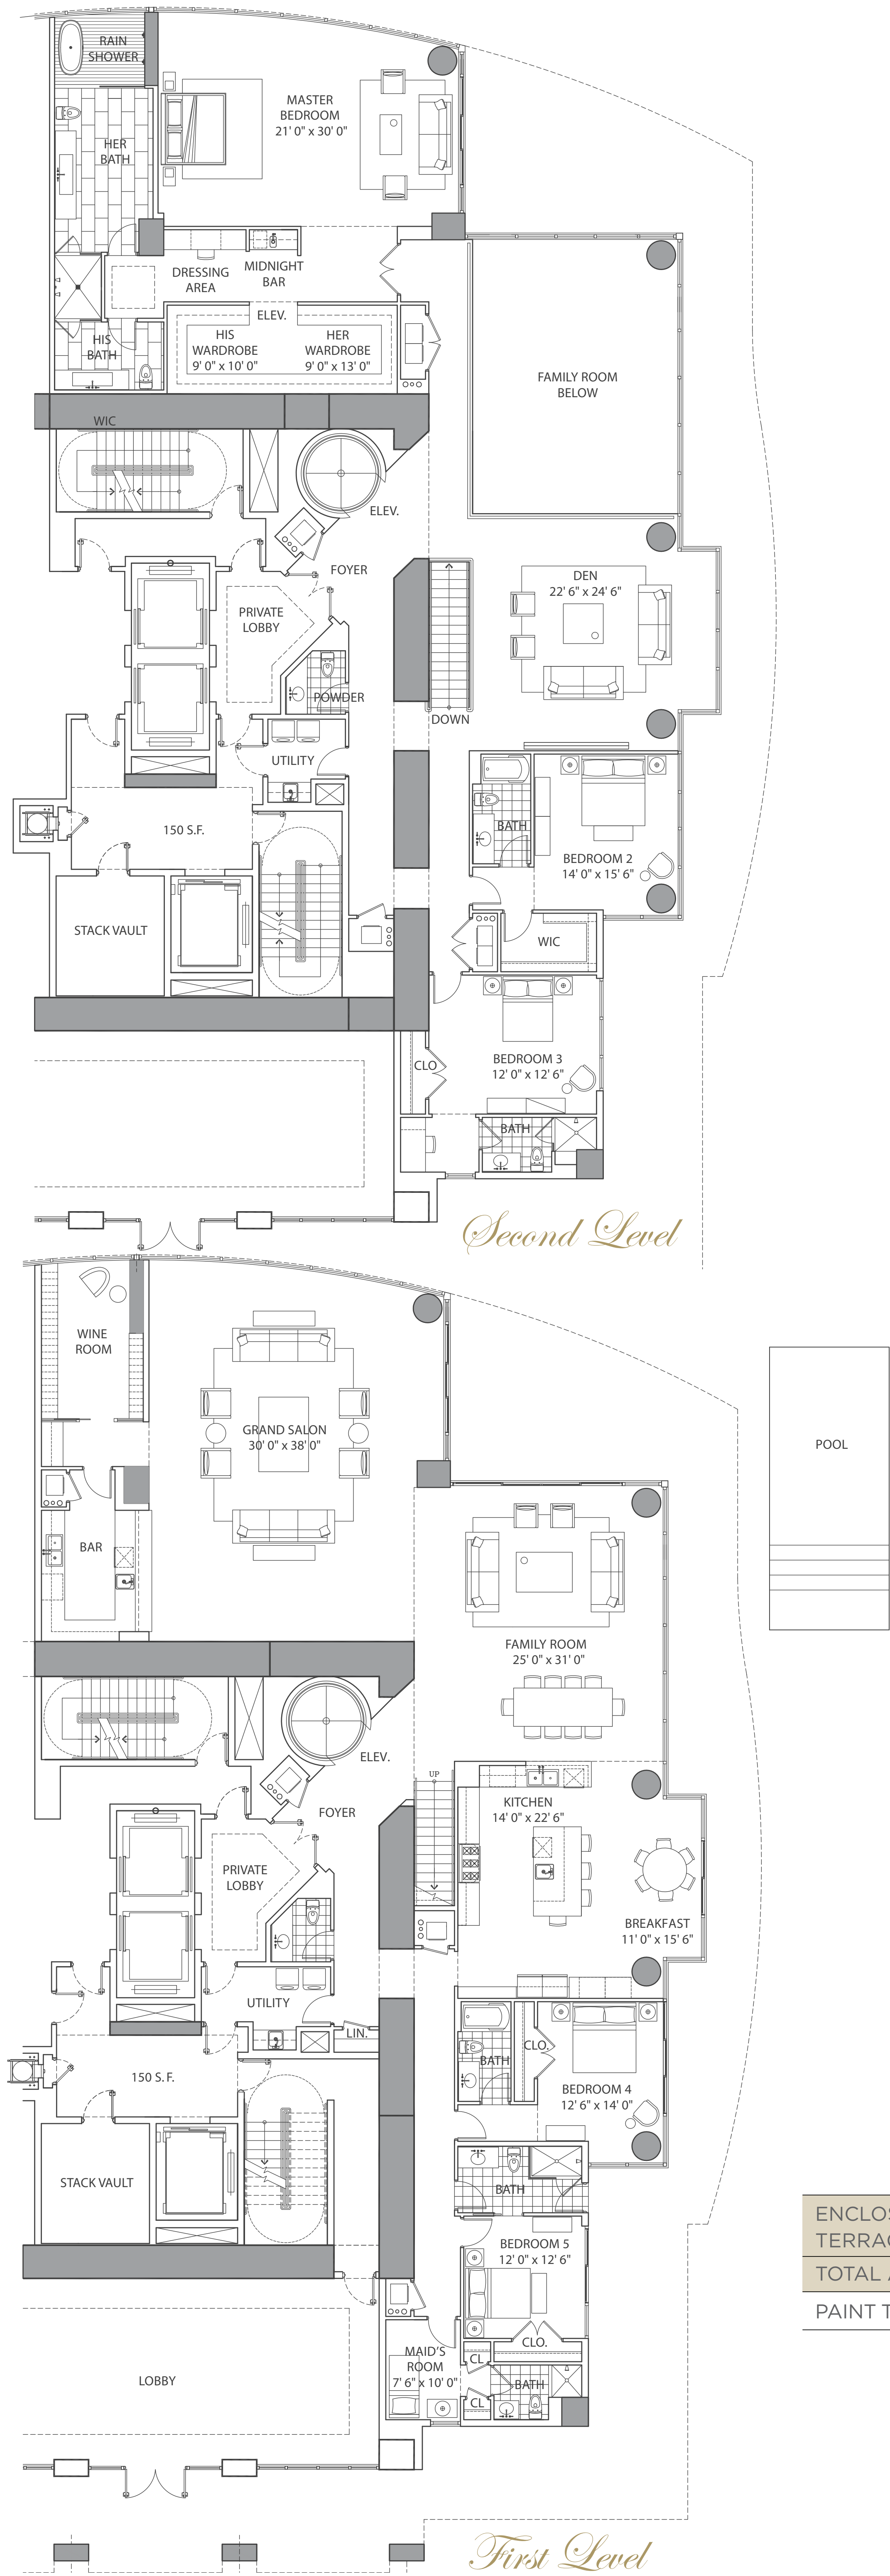 RAIN
SHOWER
MASTER
BEDROOM
21' 0" x 30' 0"
HER
BATH
DRESSING
AREA
MIDNIGHT
BAR
ELEV.
HIS
WARDROBE
9' 0" x 10' 0"
HER
WARDROBE
9' 0" x 13' 0"
HIS
BATH
FAMILY ROOM
BELOW
WIC
ELEV.
FOYER
DEN
22' 6" x 24' 6"
PRIVATE
LOBBY
POWDER
DOWN
UTILITY
150 S.F.
BATH
BEDROOM 2
14' 0" x 15' 6"
STACK VAULT
WIC
BEDROOM 3
12' 0" x 12' 6"
CLO
BATH
Second Level
WINE
ROOM
GRAND SALON
30' 0" x 38' 0"
POOL
BAR
FAMILY ROOM
25' 0" x 31' 0"
ELEV.
UP
KITCHEN
14' 0" x 22' 6"
FOYER
PRIVATE
LOBBY
BREAKFAST
11' 0" x 15' 6"
UTILITY
LIN.
CLO.
BATH
150 S.F.
BEDROOM 4
12' 6" x 14' 0"
STACK VAULT
BATH
BEDROOM 5
12' 0" x 12' 6"
ENCLOS
TERRAC
TOTAL A
PAINT T
CLO.
MAID'S
ROOM
7' 6" x 10' 0"
CL
BATH
CL
LOBBY
First Level